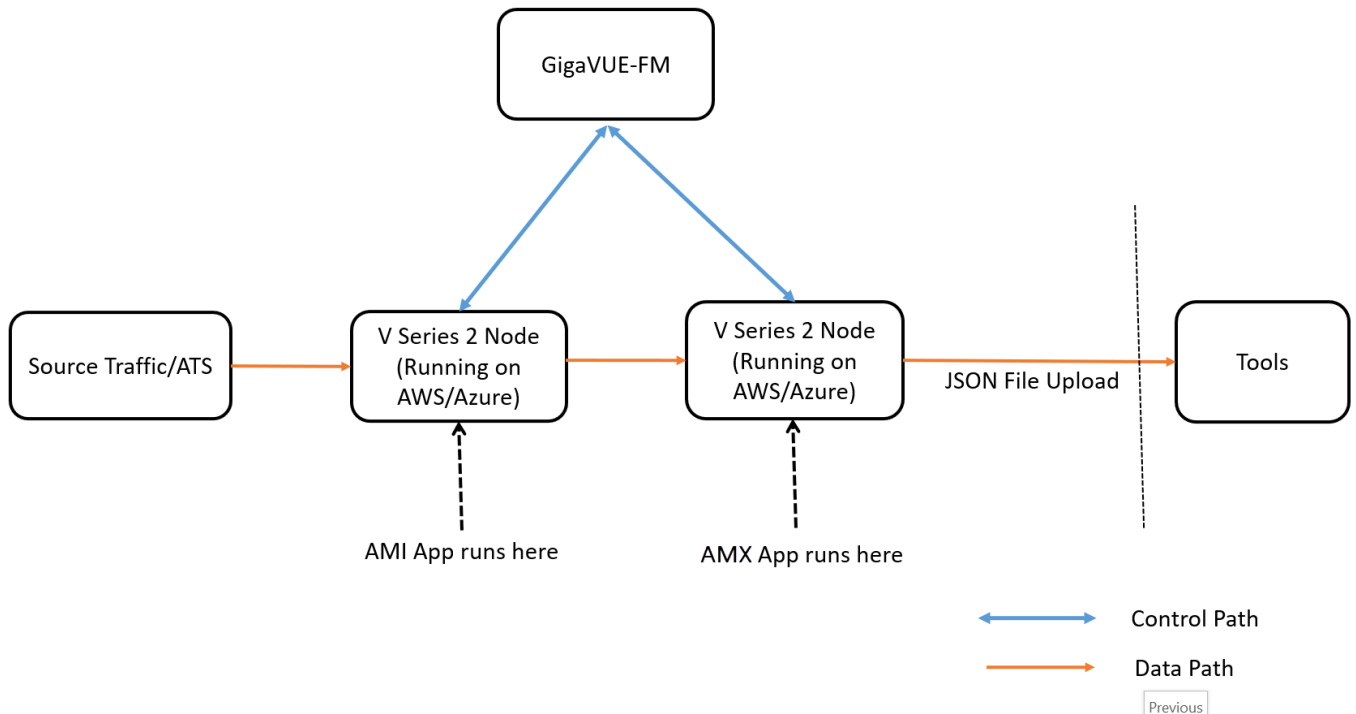 GigaVUE-FM
Source Traffic/ATS
V Series 2 Node
(Running on
AWS/Azure)
V Series 2 Node
(Running on
AWS/Azure)
JSON File Upload
Tools
AMI App runs here
AMX App runs here
Control Path
Data Path
Previous